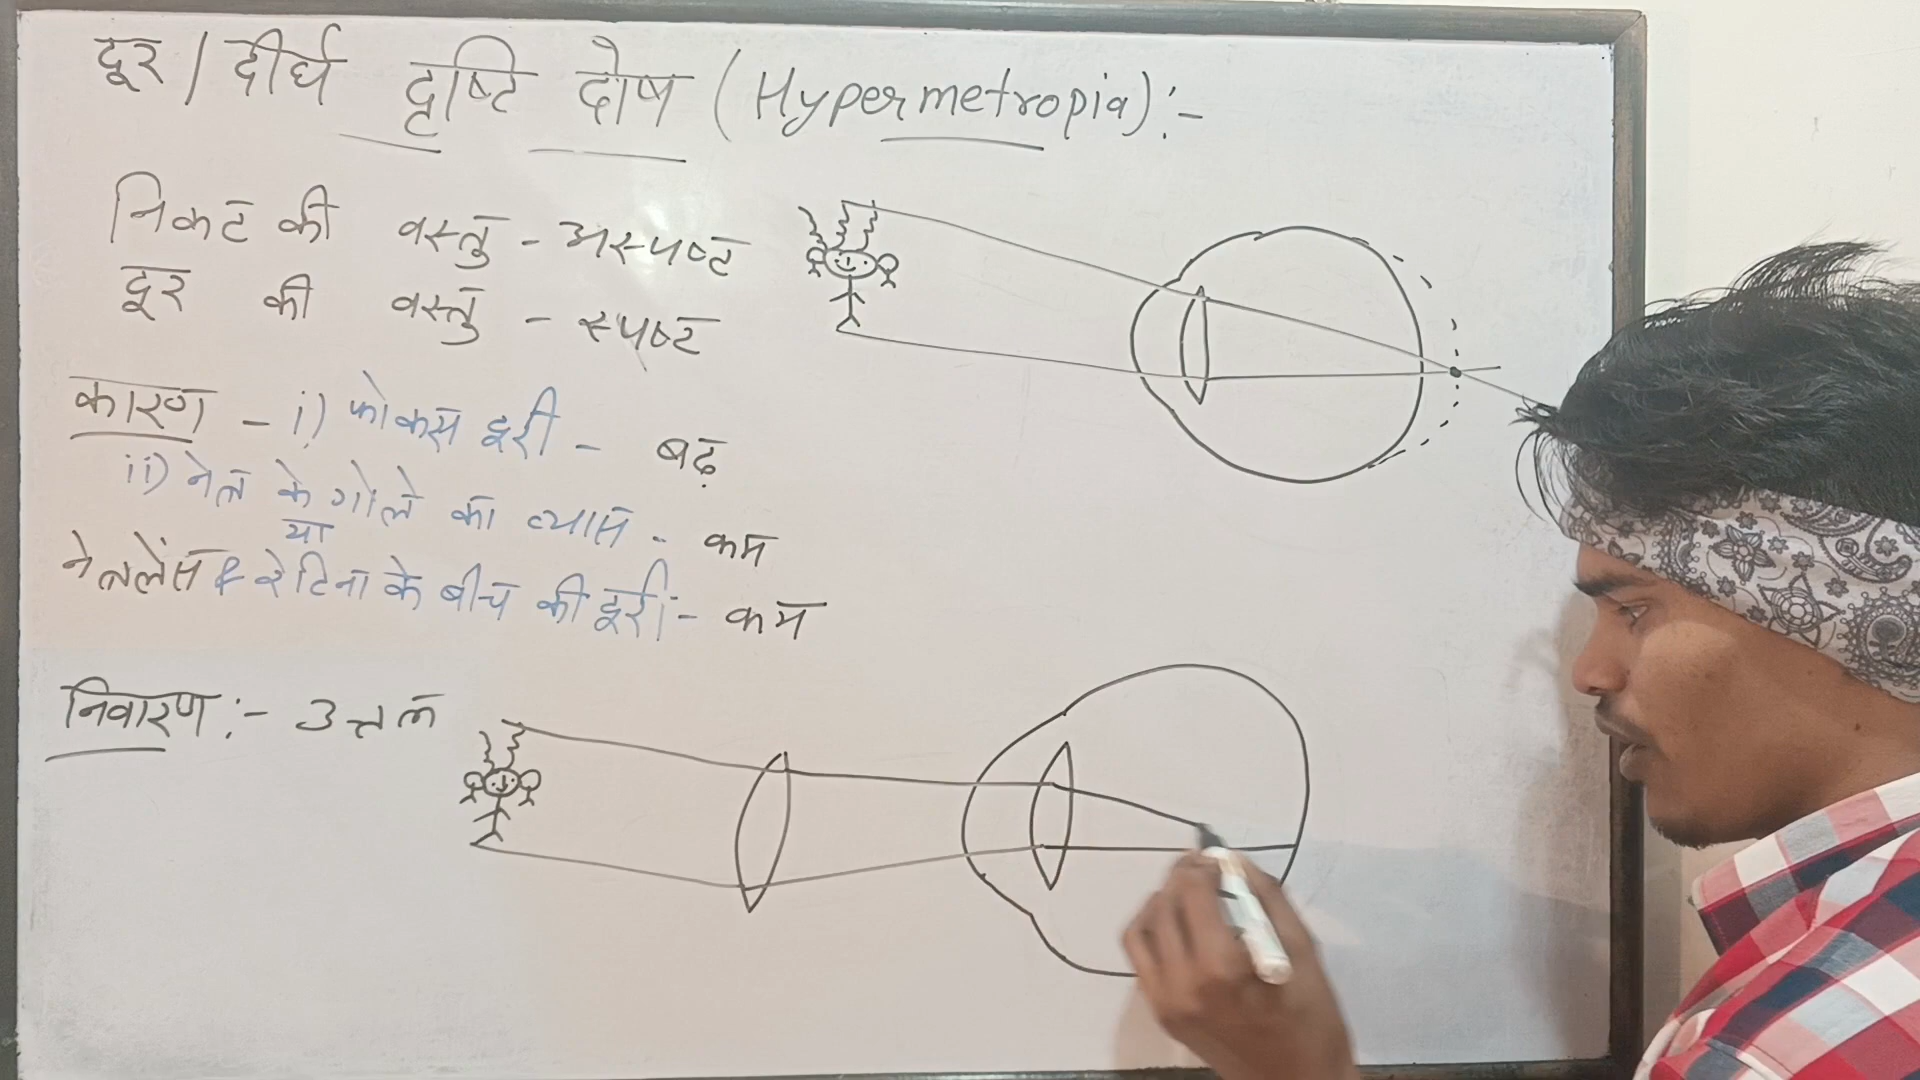 दूर / दीर्घ दृष्टि दोष (Hypermetropia):-
निकट की वस्तु - अस्पष्ट
दूर की वस्तु - स्पष्ट
कारण - i) फोकस दूरी - बढ़
ii) नेत्र के गोले का व्यास - कम
या
नेत्रलेंस & रेटिना के बीच की दूरी:- कम
निवारण:- उत्तल